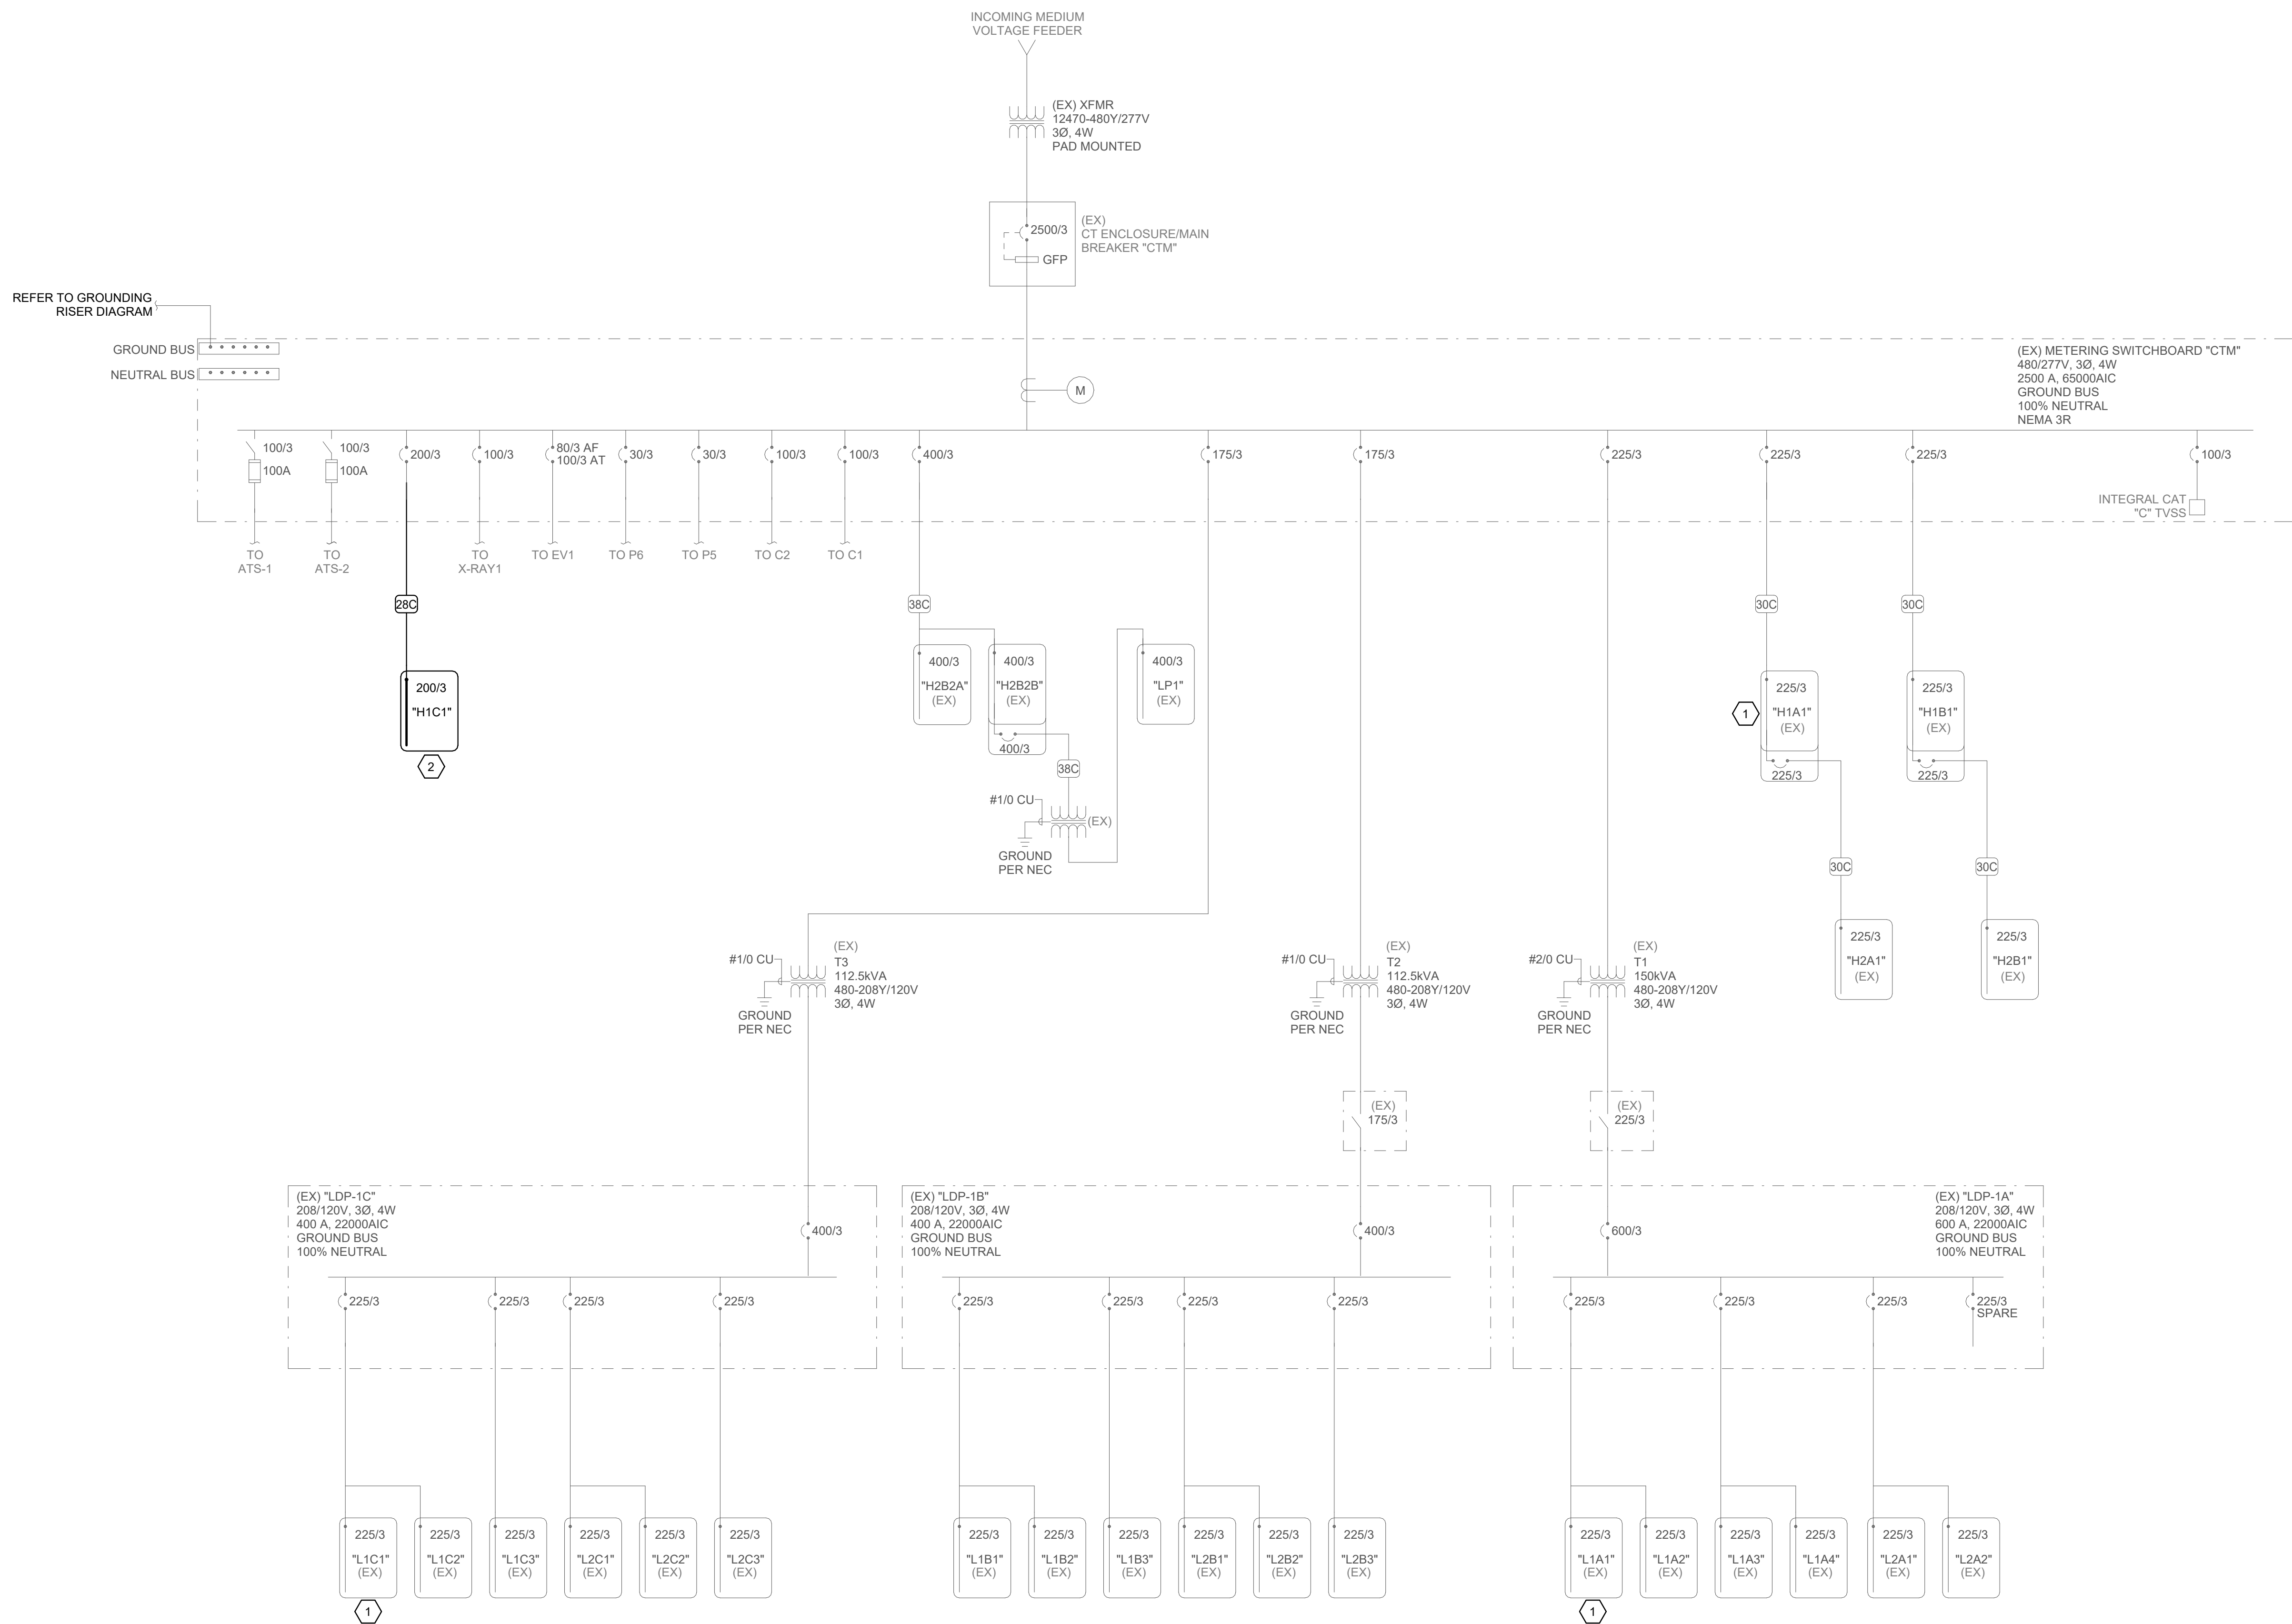 INCOMING MEDIUM
VOLTAGE FEEDER
(EX) XFMR
12470-480Y/277V
3Ø, 4W
PAD MOUNTED
2500/3
GFP
(EX)
CT ENCLOSURE/MAIN
BREAKER "CTM"
REFER TO GROUNDING
RISER DIAGRAM
GROUND BUS
NEUTRAL BUS
M
(EX) METERING SWITCHBOARD "CTM"
480/277V, 3Ø, 4W
2500 A, 65000AIC
GROUND BUS
100% NEUTRAL
NEMA 3R
100/3
100A
100/3
100A
200/3
100/3
80/3 AF
100/3 AT
30/3
30/3
100/3
100/3
400/3
175/3
175/3
225/3
225/3
225/3
100/3
INTEGRAL CAT
"C" TVSS
TO
ATS-1
TO
ATS-2
TO
X-RAY1
TO EV1
TO P6
TO P5
TO C2
TO C1
28C
38C
30C
30C
200/3
"H1C1"
2
400/3
"H2B2A"
(EX)
400/3
"H2B2B"
(EX)
400/3
400/3
"LP1"
(EX)
1
225/3
"H1A1"
(EX)
225/3
225/3
"H1B1"
(EX)
225/3
38C
#1/0 CU
(EX)
GROUND
PER NEC
30C
30C
225/3
"H2A1"
(EX)
225/3
"H2B1"
(EX)
#1/0 CU
GROUND
PER NEC
(EX)
T3
112.5kVA
480-208Y/120V
3Ø, 4W
#1/0 CU
GROUND
PER NEC
(EX)
T2
112.5kVA
480-208Y/120V
3Ø, 4W
#2/0 CU
GROUND
PER NEC
(EX)
T1
150kVA
480-208Y/120V
3Ø, 4W
(EX)
175/3
(EX)
225/3
(EX) "LDP-1C"
208/120V, 3Ø, 4W
400 A, 22000AIC
GROUND BUS
100% NEUTRAL
400/3
225/3
225/3
225/3
225/3
(EX) "LDP-1B"
208/120V, 3Ø, 4W
400 A, 22000AIC
GROUND BUS
100% NEUTRAL
400/3
225/3
225/3
225/3
225/3
600/3
(EX) "LDP-1A"
208/120V, 3Ø, 4W
600 A, 22000AIC
GROUND BUS
100% NEUTRAL
225/3
225/3
225/3
225/3
SPARE
225/3
"L1C1"
(EX)
1
225/3
"L1C2"
(EX)
225/3
"L1C3"
(EX)
225/3
"L2C1"
(EX)
225/3
"L2C2"
(EX)
225/3
"L2C3"
(EX)
225/3
"L1B1"
(EX)
225/3
"L1B2"
(EX)
225/3
"L1B3"
(EX)
225/3
"L2B1"
(EX)
225/3
"L2B2"
(EX)
225/3
"L2B3"
(EX)
225/3
"L1A1"
(EX)
1
225/3
"L1A2"
(EX)
225/3
"L1A3"
(EX)
225/3
"L1A4"
(EX)
225/3
"L2A1"
(EX)
225/3
"L2A2"
(EX)